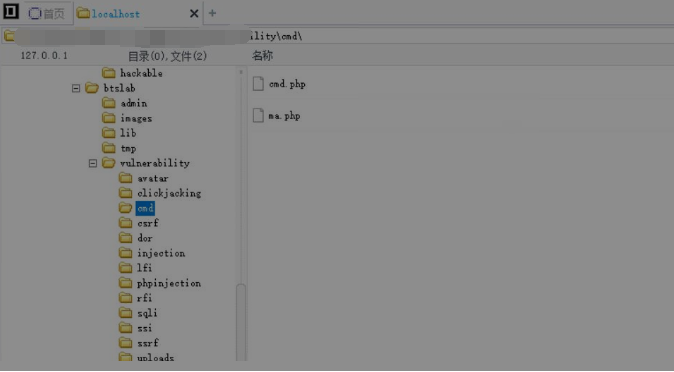 首页
localhost
ility\cmd\
127.0.0.1
目录(0),文件(2)
名称
hackable
btslab
admin
images
lib
tmp
vulnerability
avatar
clickjacking
cmd
csrf
dor
injection
lfi
phpinjection
rfi
sqli
ssi
ssrf
uploads
cmd.php
ma.php